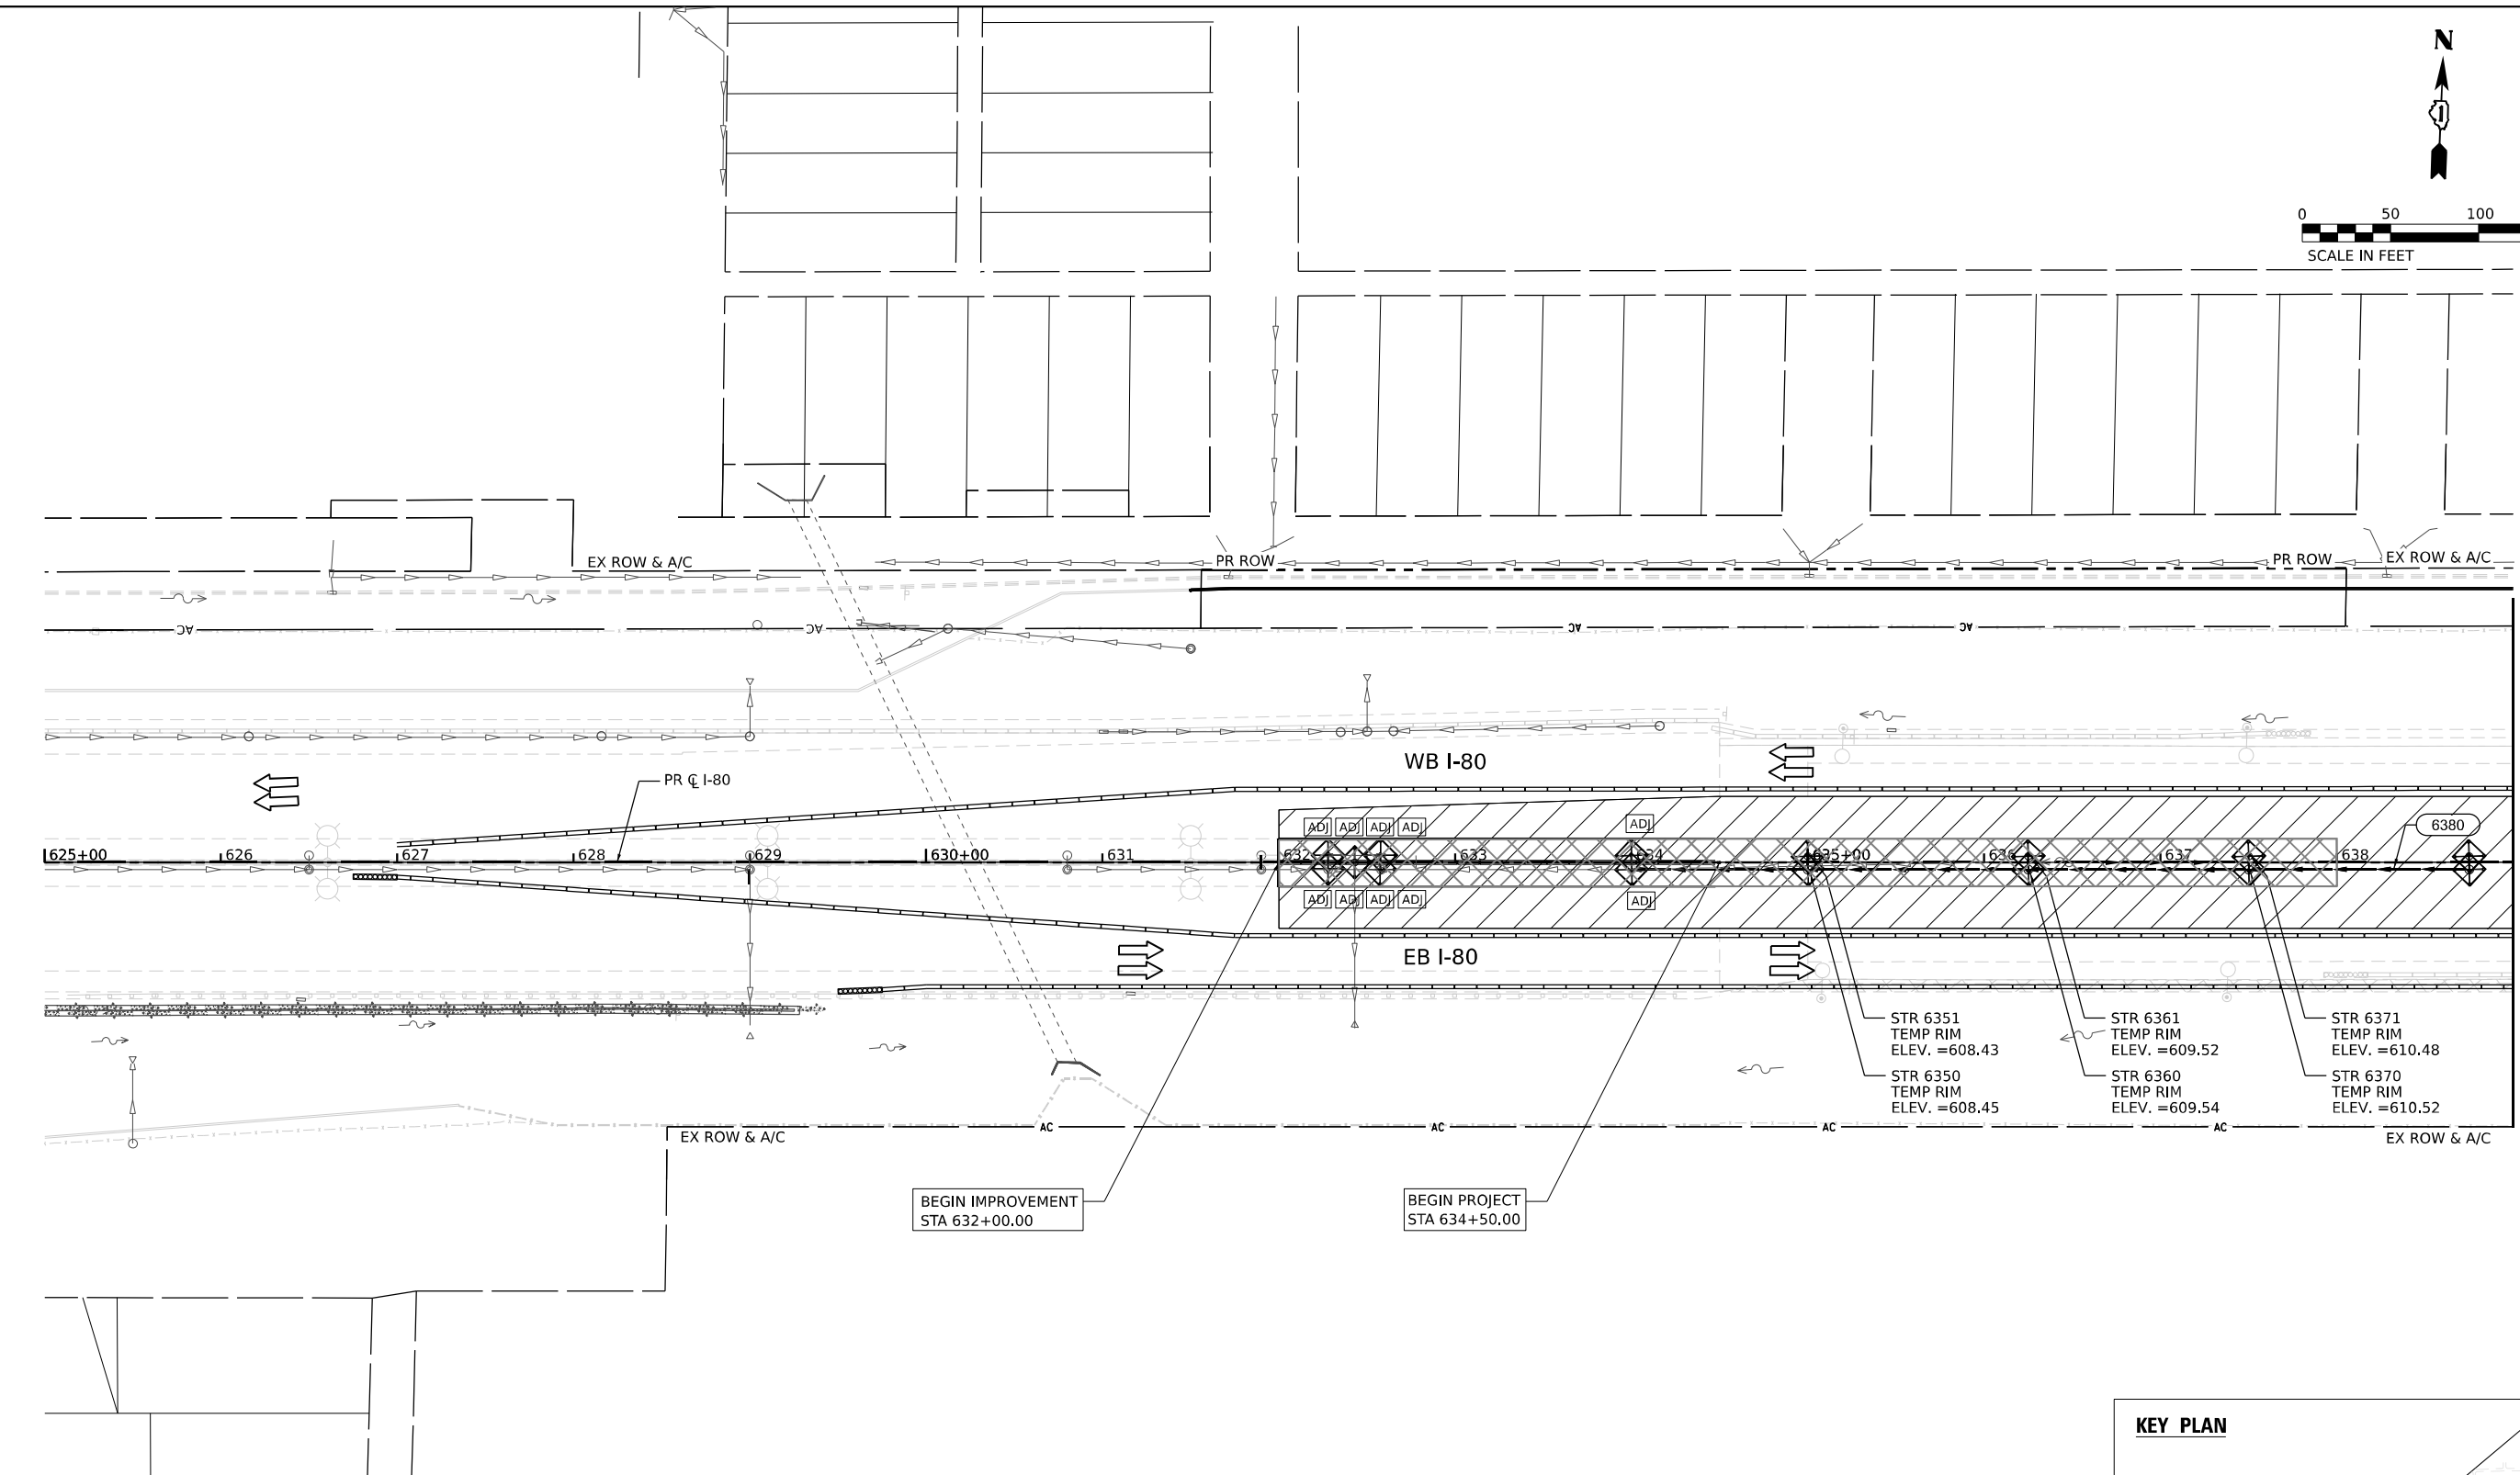 N
0 50 100
SCALE IN FEET
EX ROW & A/C
PR ROW
PR ROW
EX ROW & A/C
AC
AC
AC
AC
WB I-80
PR ℄ I-80
ADJ ADJ ADJ ADJ
ADJ
6380
625+00 626 627 628 629 630+00 631 632 633 634 635+00 636 637 638
ADJ ADJ ADJ ADJ
ADJ
EB I-80
STR 6351
TEMP RIM
ELEV. =608.43
STR 6350
TEMP RIM
ELEV. =608.45
STR 6361
TEMP RIM
ELEV. =609.52
STR 6360
TEMP RIM
ELEV. =609.54
STR 6371
TEMP RIM
ELEV. =610.48
STR 6370
TEMP RIM
ELEV. =610.52
AC
AC
AC
AC
EX ROW & A/C
EX ROW & A/C
BEGIN IMPROVEMENT
STA 632+00.00
BEGIN PROJECT
STA 634+50.00
KEY PLAN